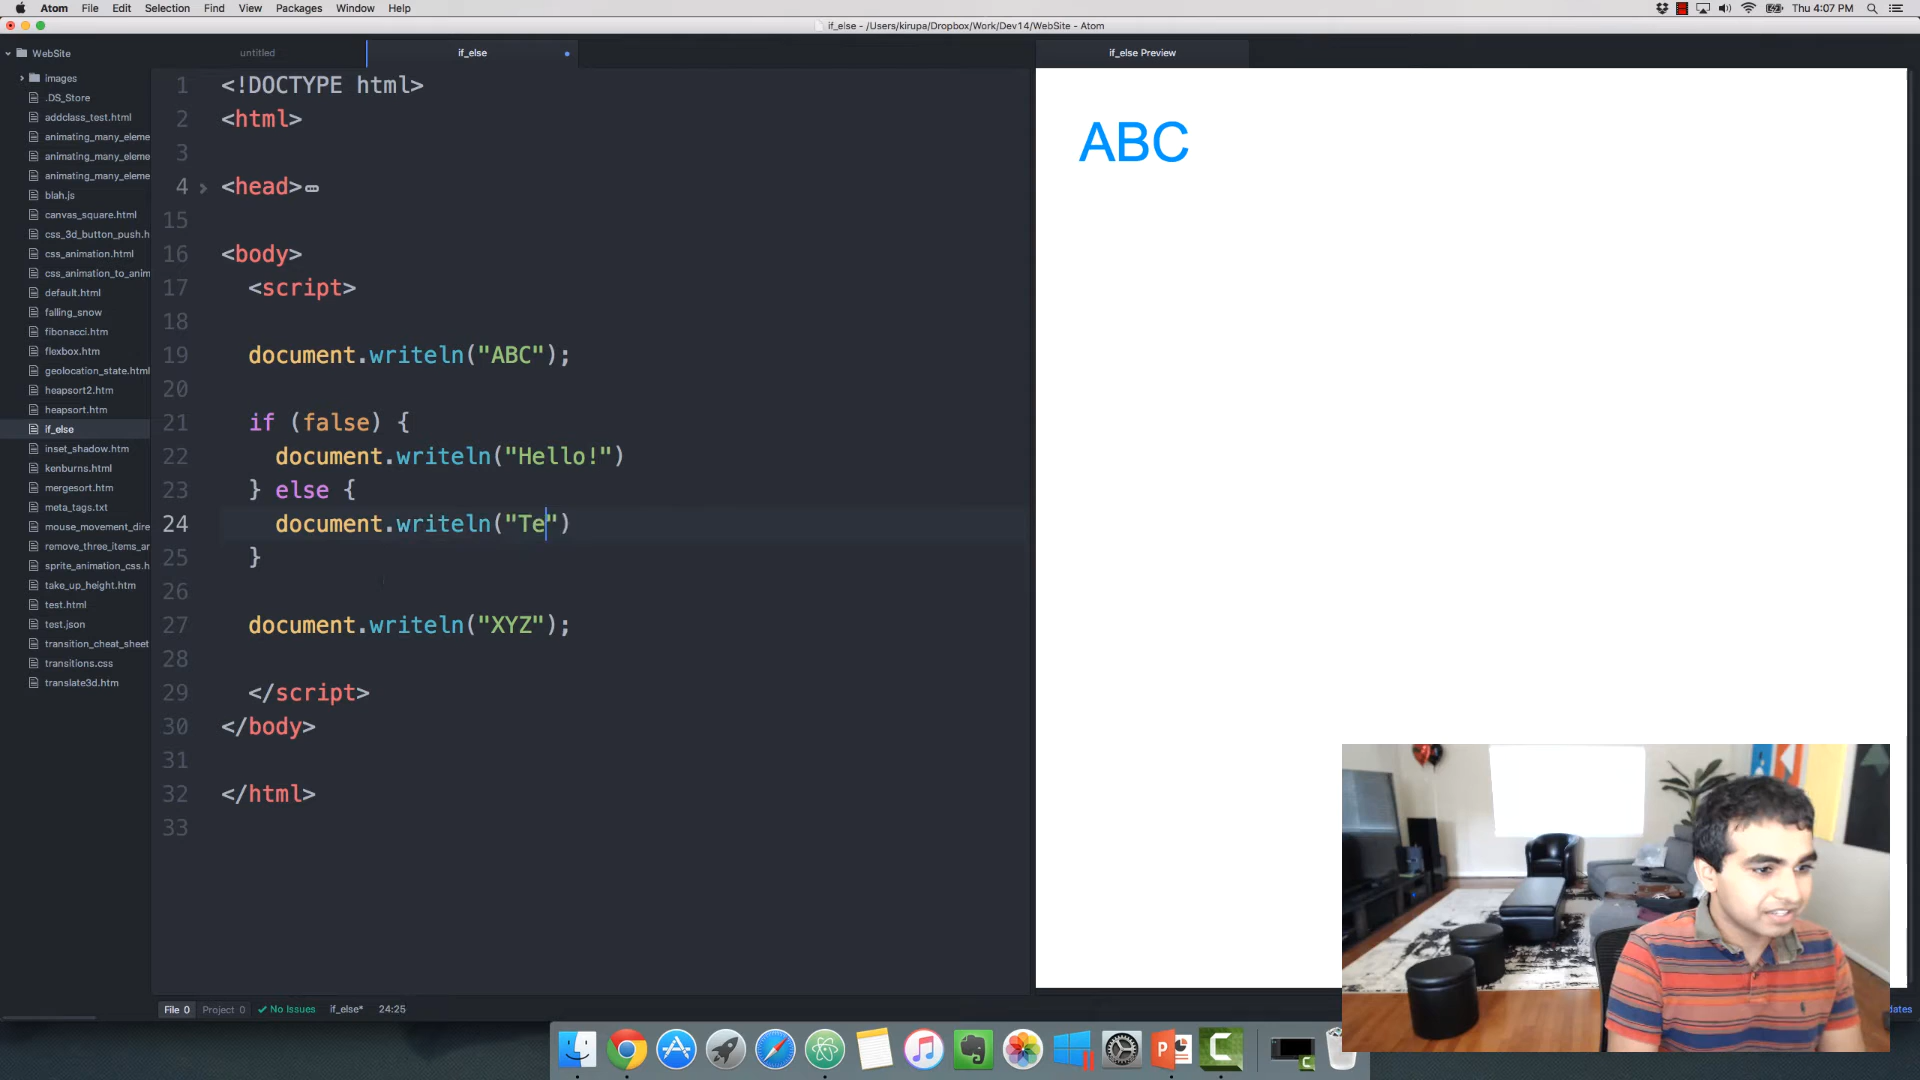 Atom File Edit Selection Find View Packages Window Help
Thu 4:07 PM
if_else - /Users/kirupa/Dropbox/Work/Dev14/WebSite - Atom
WebSite
images
.DS_Store
addclass_test.html
animating_many_eleme
animating_many_eleme
animating_many_eleme
blah.js
canvas_square.html
css_3d_button_push.h
css_animation.html
css_animation_to_anim
default.html
falling_snow
fibonacci.htm
flexbox.htm
geolocation_state.html
heapsort2.htm
heapsort.htm
if_else
inset_shadow.htm
kenburns.html
mergesort.htm
meta_tags.txt
mouse_movement_dire
remove_three_items_ar
sprite_animation_css.h
take_up_height.htm
test.html
test.json
transition_cheat_sheet
transitions.css
translate3d.htm
untitled
if_else
1 <!DOCTYPE html>
2 <html>
3
4 <head>
15
16 <body>
17 <script>
18
19 document.writeln("ABC");
20
21 if (false) {
22 document.writeln("Hello!")
23 } else {
24 document.writeln("Te")
25 }
26
27 document.writeln("XYZ");
28
29 </script>
30 </body>
31
32 </html>
33
if_else Preview
ABC
File 0 Project 0 No Issues if_else* 24:25
dates